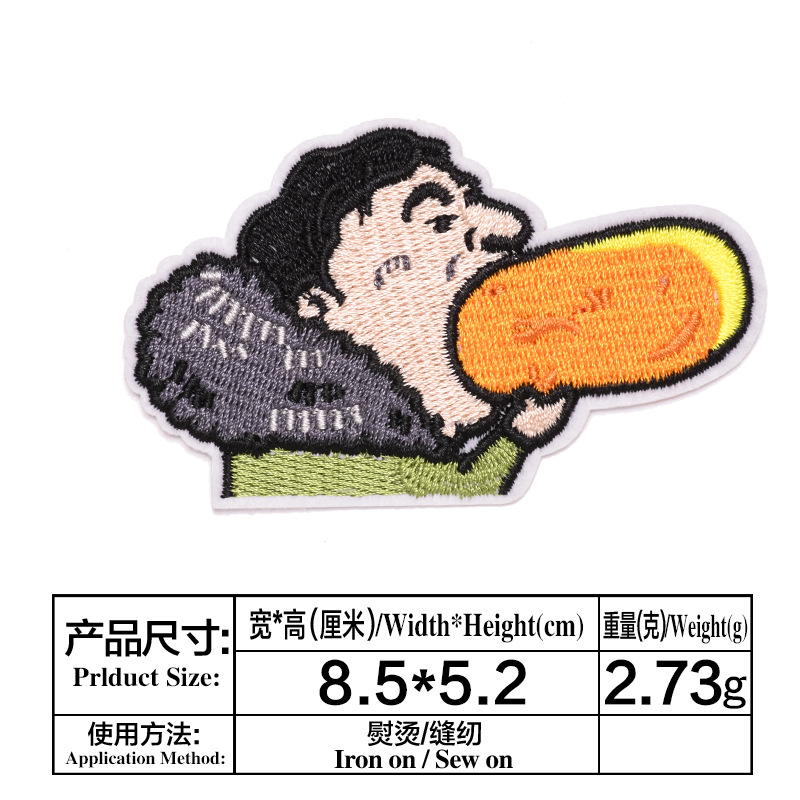 产品尺寸:
Prlduct Size:
宽*高(厘米)/Width*Height(cm)
重量(克)/Weight(g)
8.5*5.2
2.73g
使用方法:
Application Method:
熨烫/缝纫
Iron on / Sew on